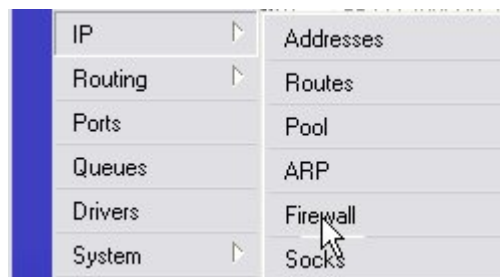 IP
Routing
Ports
Queues
Drivers
System
Addresses
Routes
Pool
ARP
Firewall
Socks